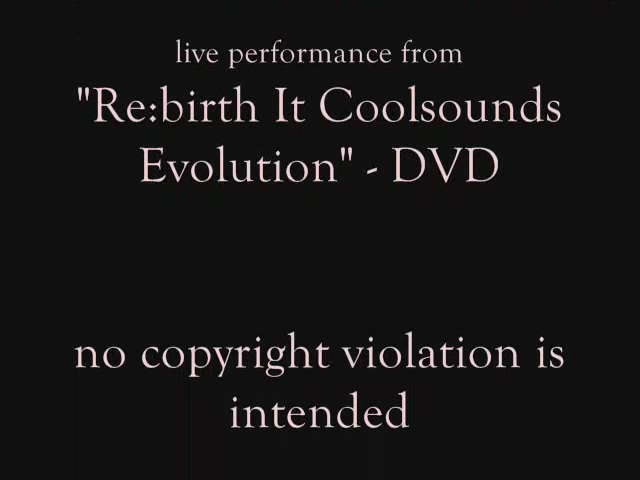 live performance from
"Re:birth It Coolsounds
Evolution" - DVD
no copyright violation is
intended